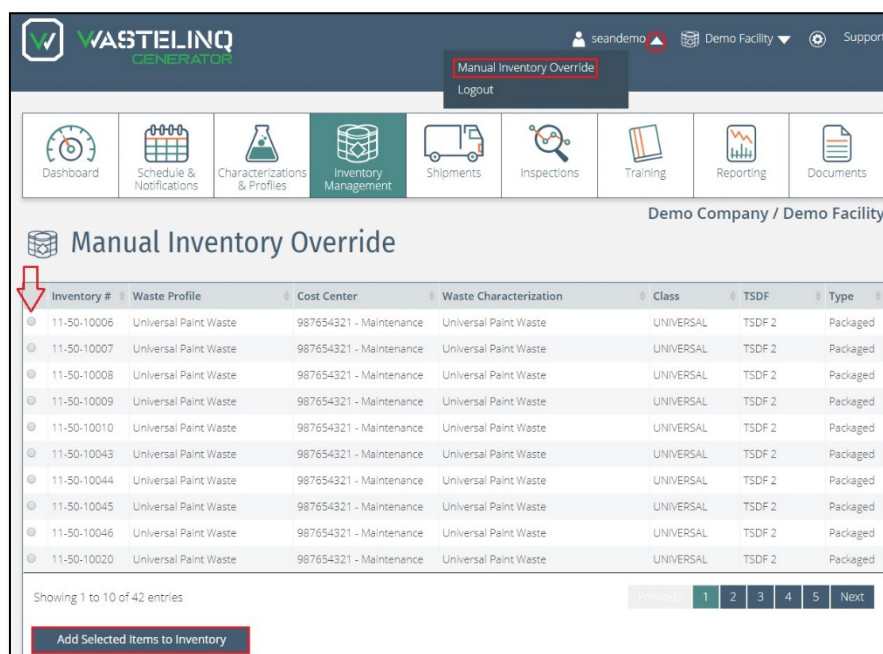 WASTELINQ
GENERATOR
seandemo
Demo Facility
Support
Manual Inventory Override
Logout
Dashboard
Schedule &
Notifications
Characterizations
& Profiles
Inventory
Management
Shipments
Inspections
Training
Reporting
Documents
Demo Company / Demo Facility
Manual Inventory Override
Inventory # Waste Profile Cost Center Waste Characterization Class TSDF Type
11-50-10006 Universal Paint Waste 987654321 - Maintenance Universal Paint Waste UNIVERSAL TSDF 2 Packaged
11-50-10007 Universal Paint Waste 987654321 - Maintenance Universal Paint Waste UNIVERSAL TSDF 2 Packaged
11-50-10008 Universal Paint Waste 987654321 - Maintenance Universal Paint Waste UNIVERSAL TSDF 2 Packaged
11-50-10009 Universal Paint Waste 987654321 - Maintenance Universal Paint Waste UNIVERSAL TSDF 2 Packaged
11-50-10010 Universal Paint Waste 987654321 - Maintenance Universal Paint Waste UNIVERSAL TSDF 2 Packaged
11-50-10043 Universal Paint Waste 987654321 - Maintenance Universal Paint Waste UNIVERSAL TSDF 2 Packaged
11-50-10044 Universal Paint Waste 987654321 - Maintenance Universal Paint Waste UNIVERSAL TSDF 2 Packaged
11-50-10045 Universal Paint Waste 987654321 - Maintenance Universal Paint Waste UNIVERSAL TSDF 2 Packaged
11-50-10046 Universal Paint Waste 987654321 - Maintenance Universal Paint Waste UNIVERSAL TSDF 2 Packaged
11-50-10020 Universal Paint Waste 987654321 - Maintenance Universal Paint Waste UNIVERSAL TSDF 2 Packaged
Showing 1 to 10 of 42 entries
Previous 1 2 3 4 5 Next
Add Selected Items to Inventory